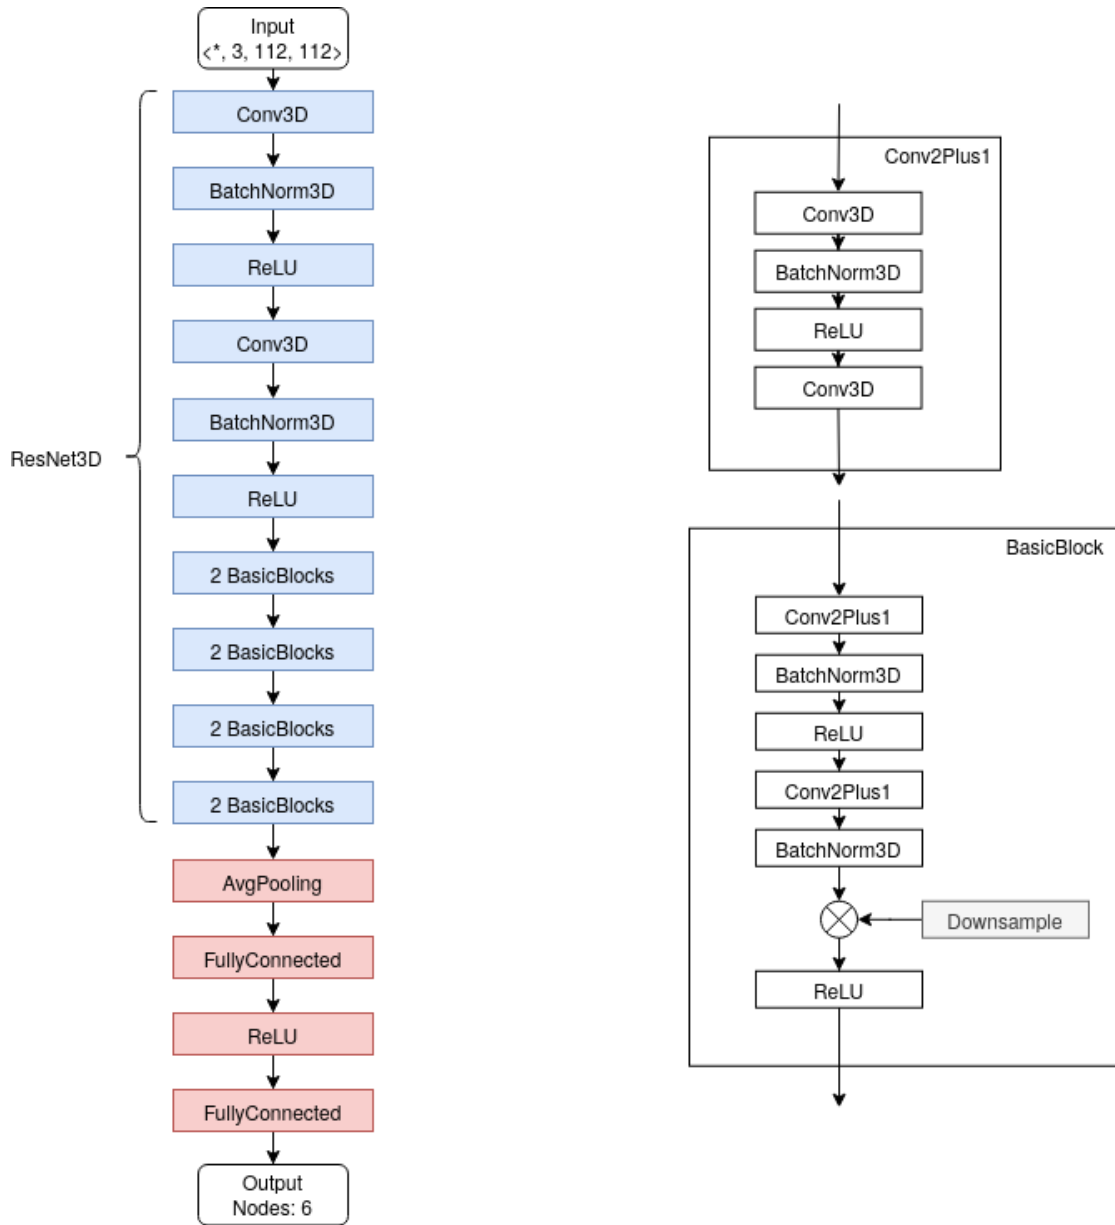 Input
<*, 3, 112, 112>
Conv3D
BatchNorm3D
ReLU
Conv3D
BatchNorm3D
ReLU
2 BasicBlocks
2 BasicBlocks
2 BasicBlocks
2 BasicBlocks
ResNet3D
AvgPooling
FullyConnected
ReLU
FullyConnected
Output
Nodes: 6
Conv2Plus1
Conv3D
BatchNorm3D
ReLU
Conv3D
BasicBlock
Conv2Plus1
BatchNorm3D
ReLU
Conv2Plus1
BatchNorm3D
Downsample
ReLU